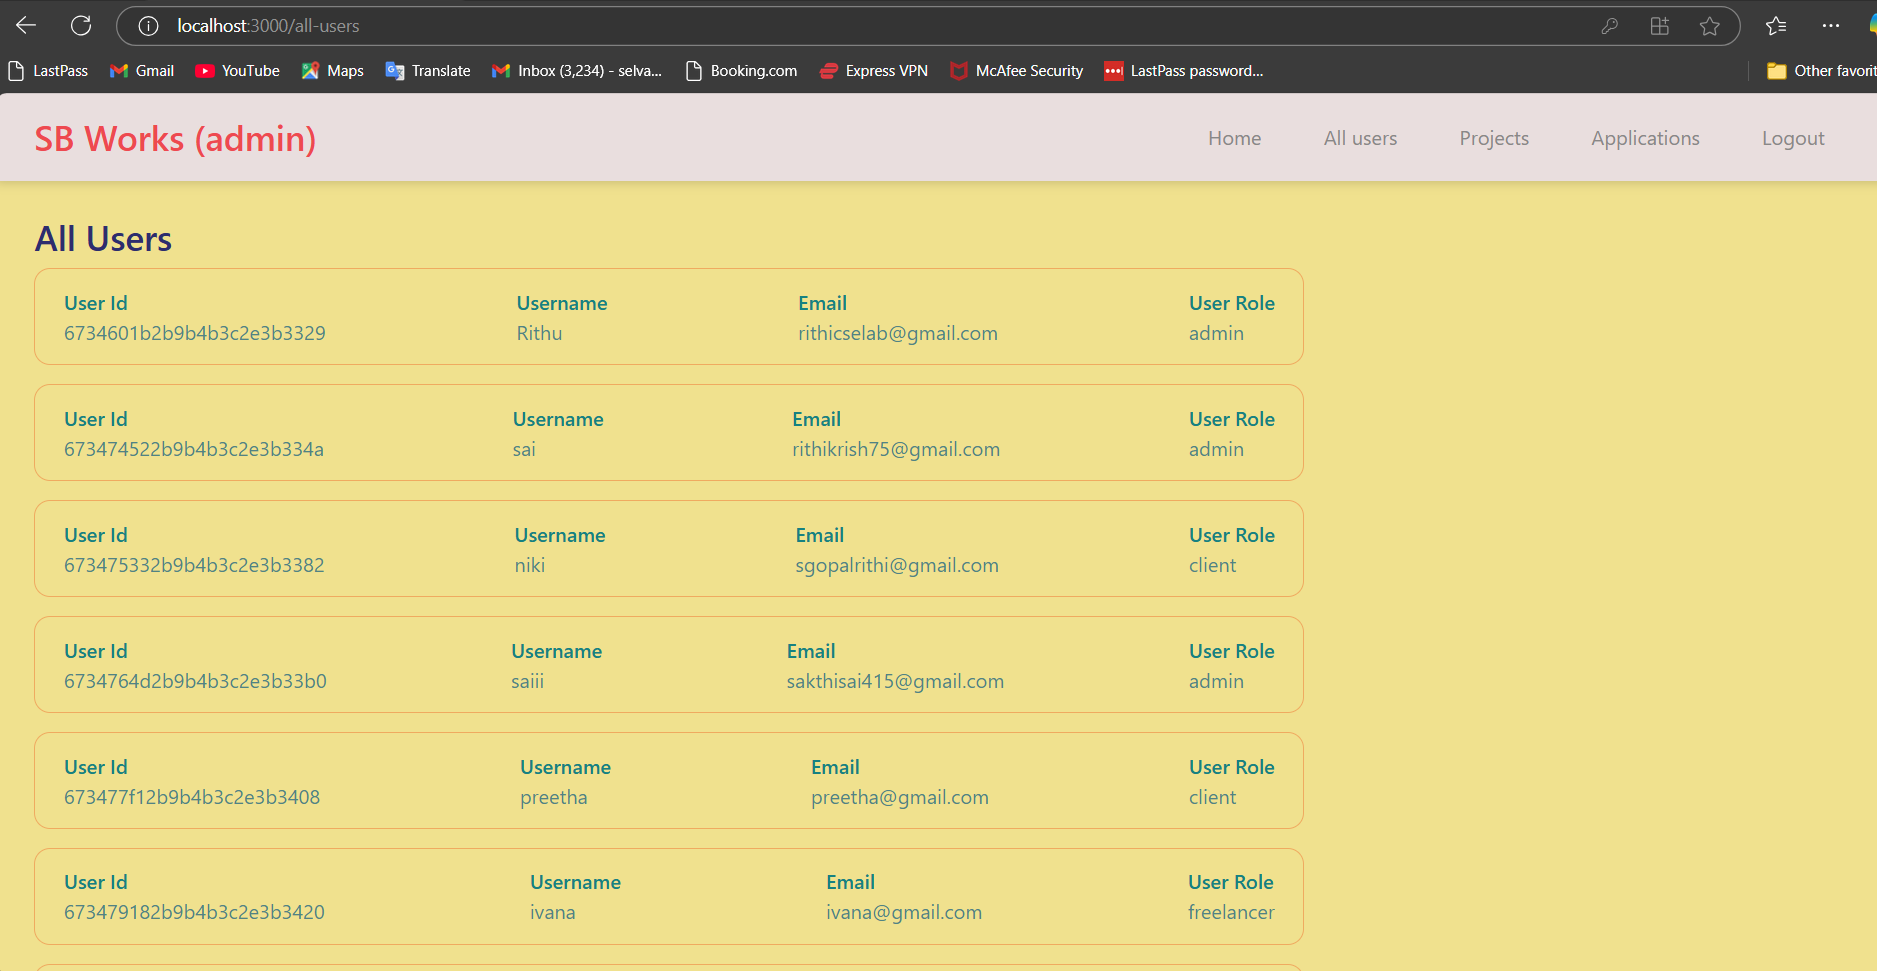 localhost:3000/all-users
LastPass Gmail YouTube Maps Translate Inbox (3,234) - selva... Booking.com Express VPN McAfee Security LastPass password... Other favorit
SB Works (admin) Home All users Projects Applications Logout
All Users
User Id Username Email User Role
6734601b2b9b4b3c2e3b3329 Rithu rithicselab@gmail.com admin
User Id Username Email User Role
673474522b9b4b3c2e3b334a sai rithikrish75@gmail.com admin
User Id Username Email User Role
673475332b9b4b3c2e3b3382 niki sgopalrithi@gmail.com client
User Id Username Email User Role
6734764d2b9b4b3c2e3b33b0 saiii sakthisai415@gmail.com admin
User Id Username Email User Role
673477f12b9b4b3c2e3b3408 preetha preetha@gmail.com client
User Id Username Email User Role
673479182b9b4b3c2e3b3420 ivana ivana@gmail.com freelancer